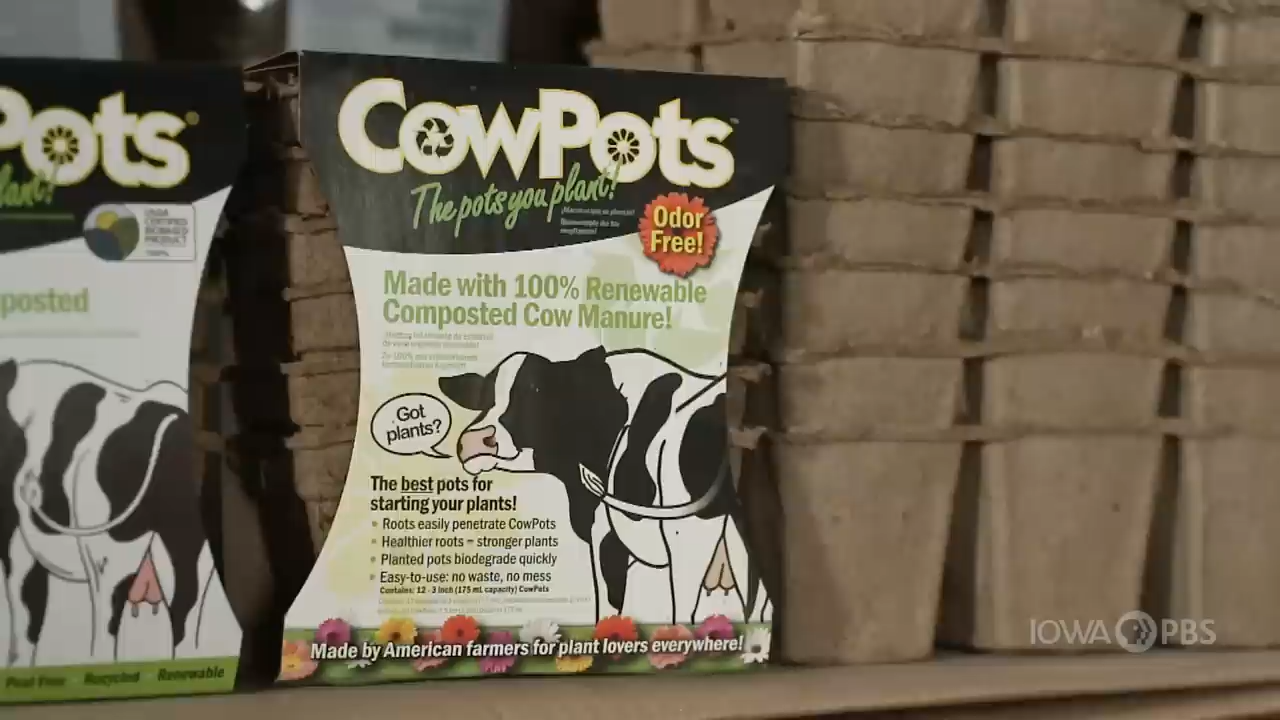 Pots
plant!
USDA
CERTIFIED
BIOBASED
PRODUCT
100%
posted
Peat Free Recycled Renewable
CowPots™
The pots you plant!
Odor
Free!
Made with 100% Renewable
Composted Cow Manure!
Got
plants?
The best pots for
starting your plants!
• Roots easily penetrate CowPots
• Healthier roots = stronger plants
• Planted pots biodegrade quickly
• Easy-to-use: no waste, no mess
Contains: 12 - 3 inch (175 mL capacity) CowPots
Made by American farmers for plant lovers everywhere!
IOWA PBS